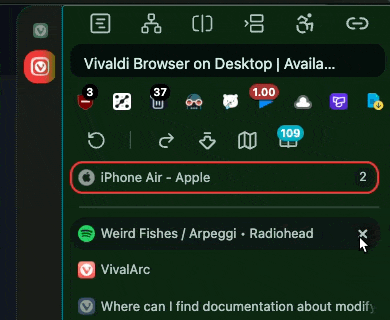 Vivaldi Browser on Desktop | Availa...
3
37
1.00
109
iPhone Air - Apple
2
Weird Fishes / Arpeggi • Radiohead
VivalArc
Where can I find documentation about modify